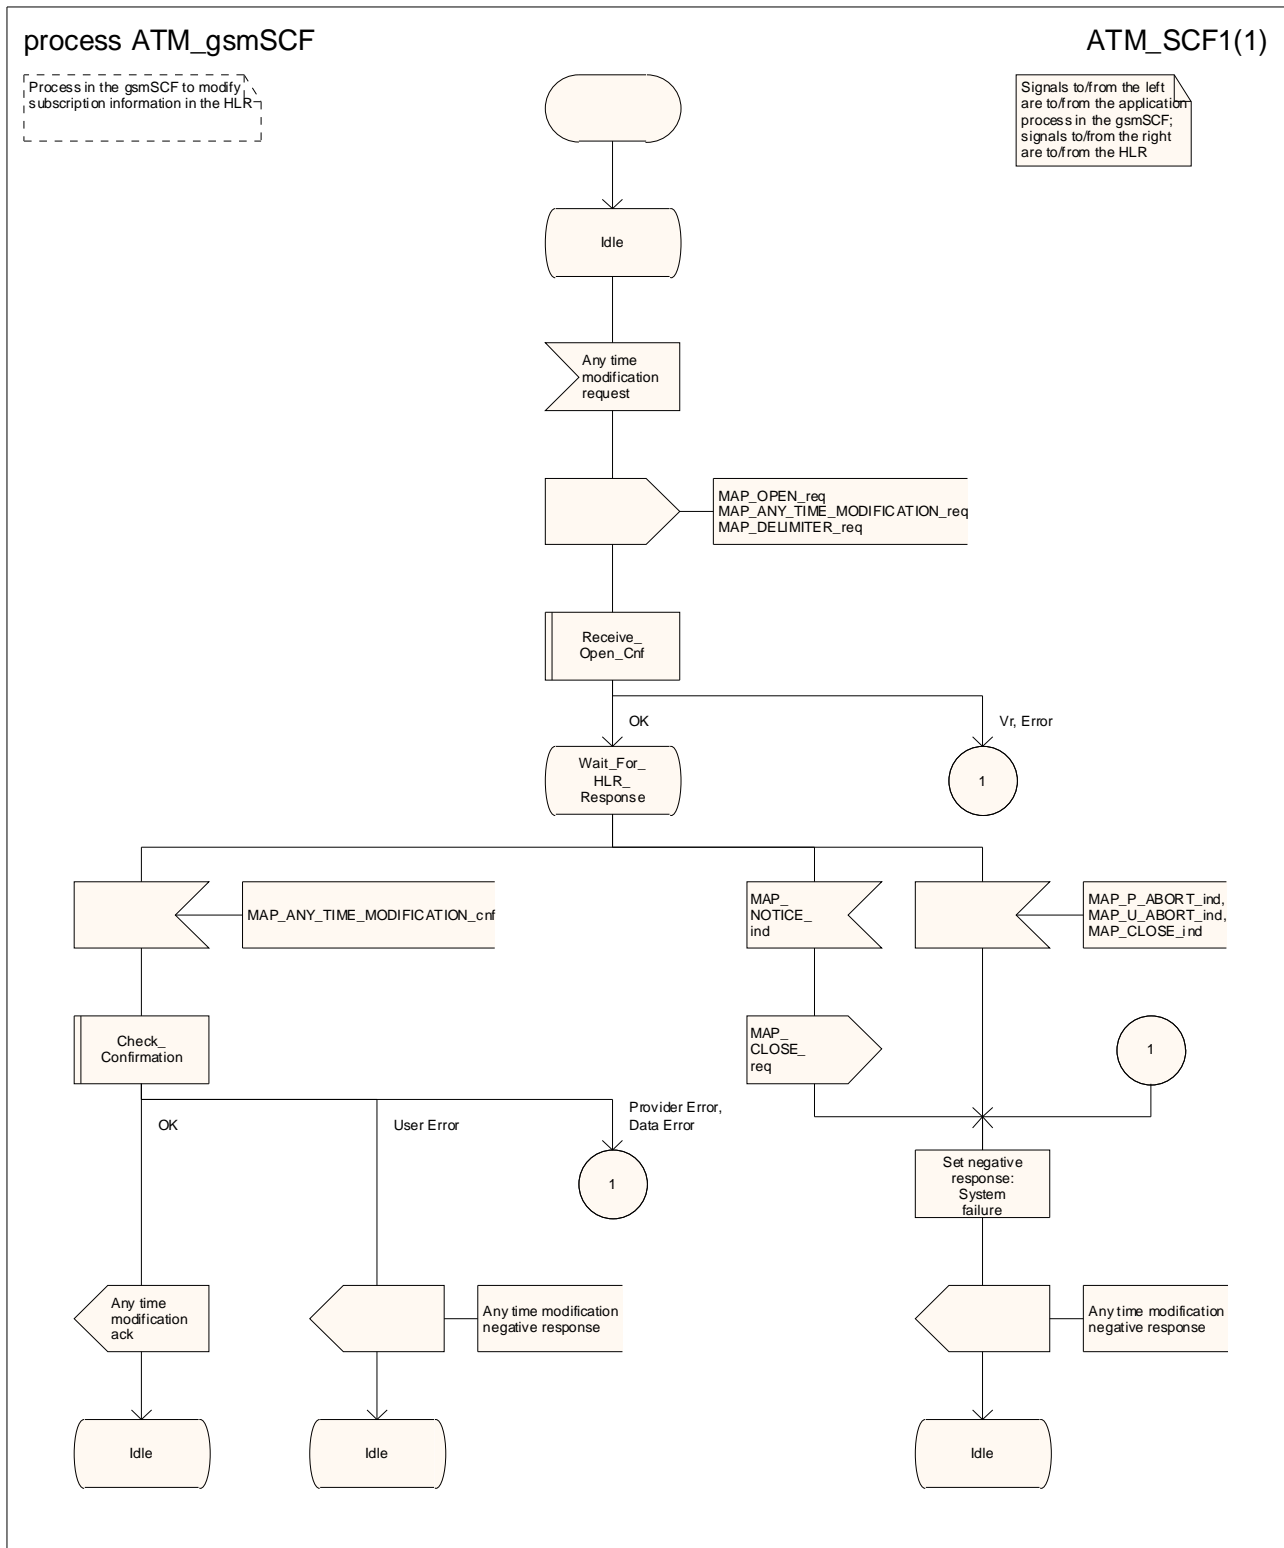 process ATM_gsmSCF
ATM_SCF1(1)
Process in the gsmSCF to modify
subscription information in the HLR
Signals to/from the left
are to/from the application
process in the gsmSCF;
signals to/from the right
are to/from the HLR
Idle
Any time
modification
request
MAP_OPEN_req
MAP_ANY_TIME_MODIFICATION_req
MAP_DELIMITER_req
Receive_
Open_Cnf
OK
Vr, Error
Wait_For_
HLR_
Response
1
MAP_ANY_TIME_MODIFICATION_cnf
MAP_
NOTICE_
ind
MAP_P_ABORT_ind,
MAP_U_ABORT_ind,
MAP_CLOSE_ind
Check_
Confirmation
MAP_
CLOSE_
req
1
OK
User Error
Provider Error,
Data Error
1
Set negative
response:
System
failure
Any time
modification
ack
Any time modification
negative response
Any time modification
negative response
Idle
Idle
Idle